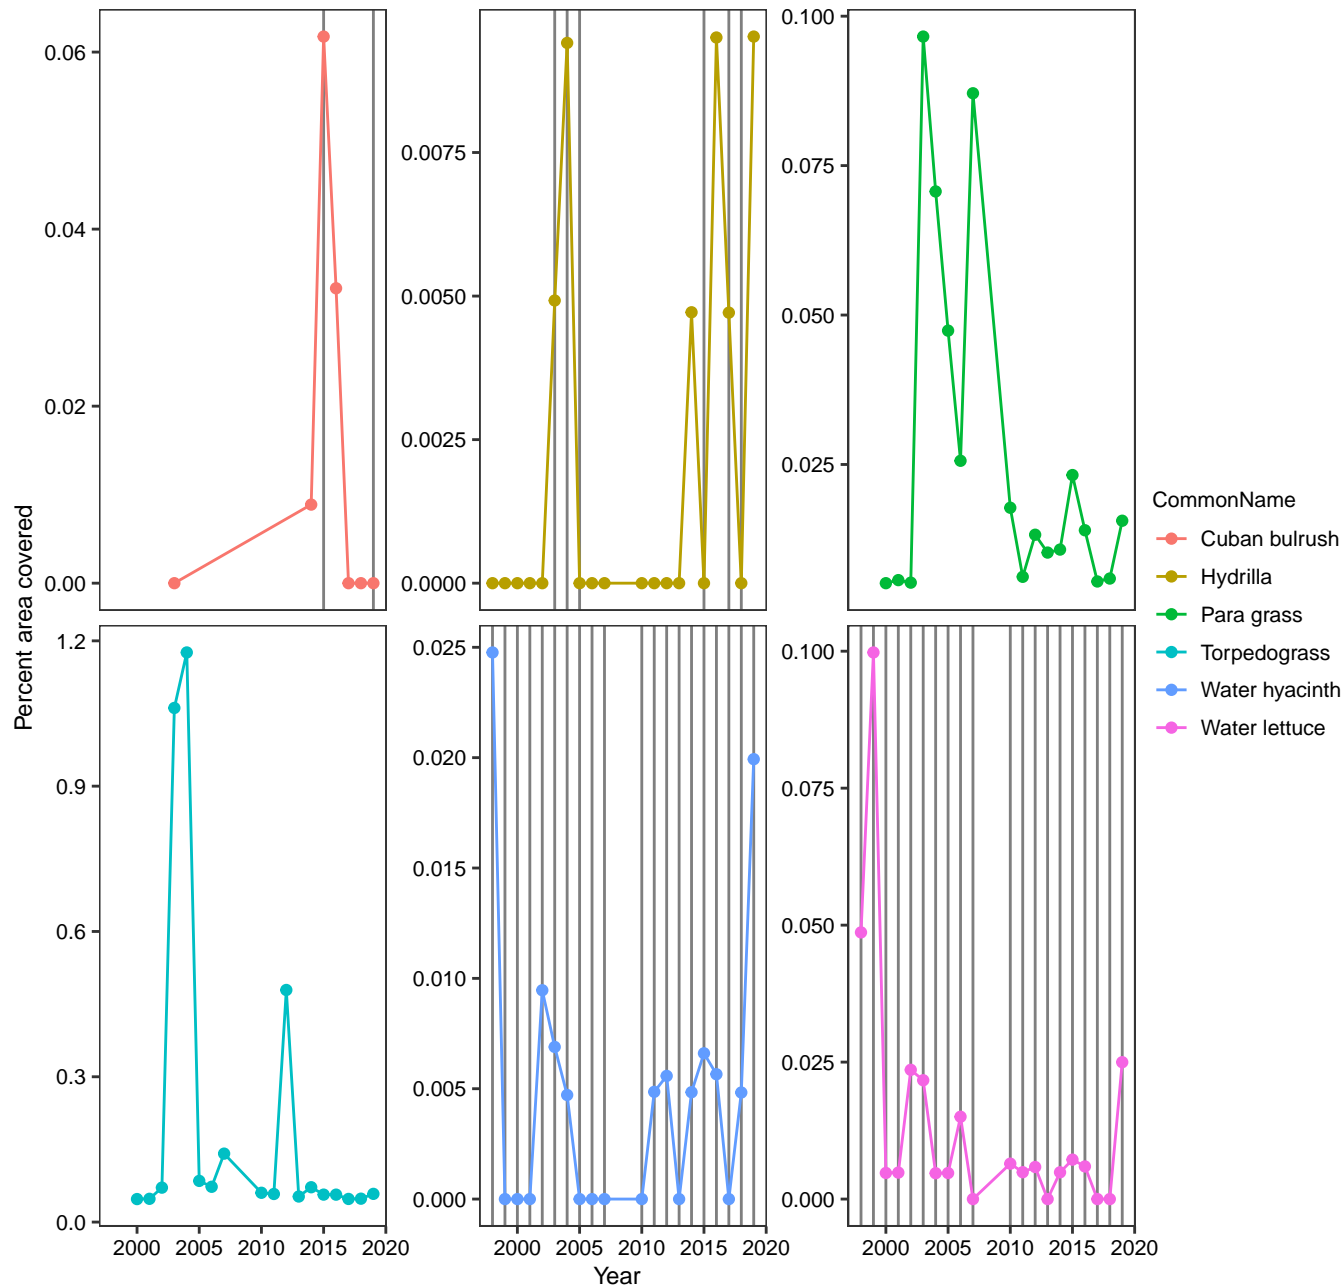 0.06
0.04
0.02
0.00
0.0075
0.0050
0.0025
0.0000
0.100
0.075
0.050
0.025
1.2
0.9
0.6
0.3
0.0
0.025
0.020
0.015
0.010
0.005
0.000
0.100
0.075
0.050
0.025
0.000
2000 2005 2010 2015 2020
2000 2005 2010 2015 2020
2000 2005 2010 2015 2020
Year
Percent area covered
CommonName
Cuban bulrush
Hydrilla
Para grass
Torpedograss
Water hyacinth
Water lettuce